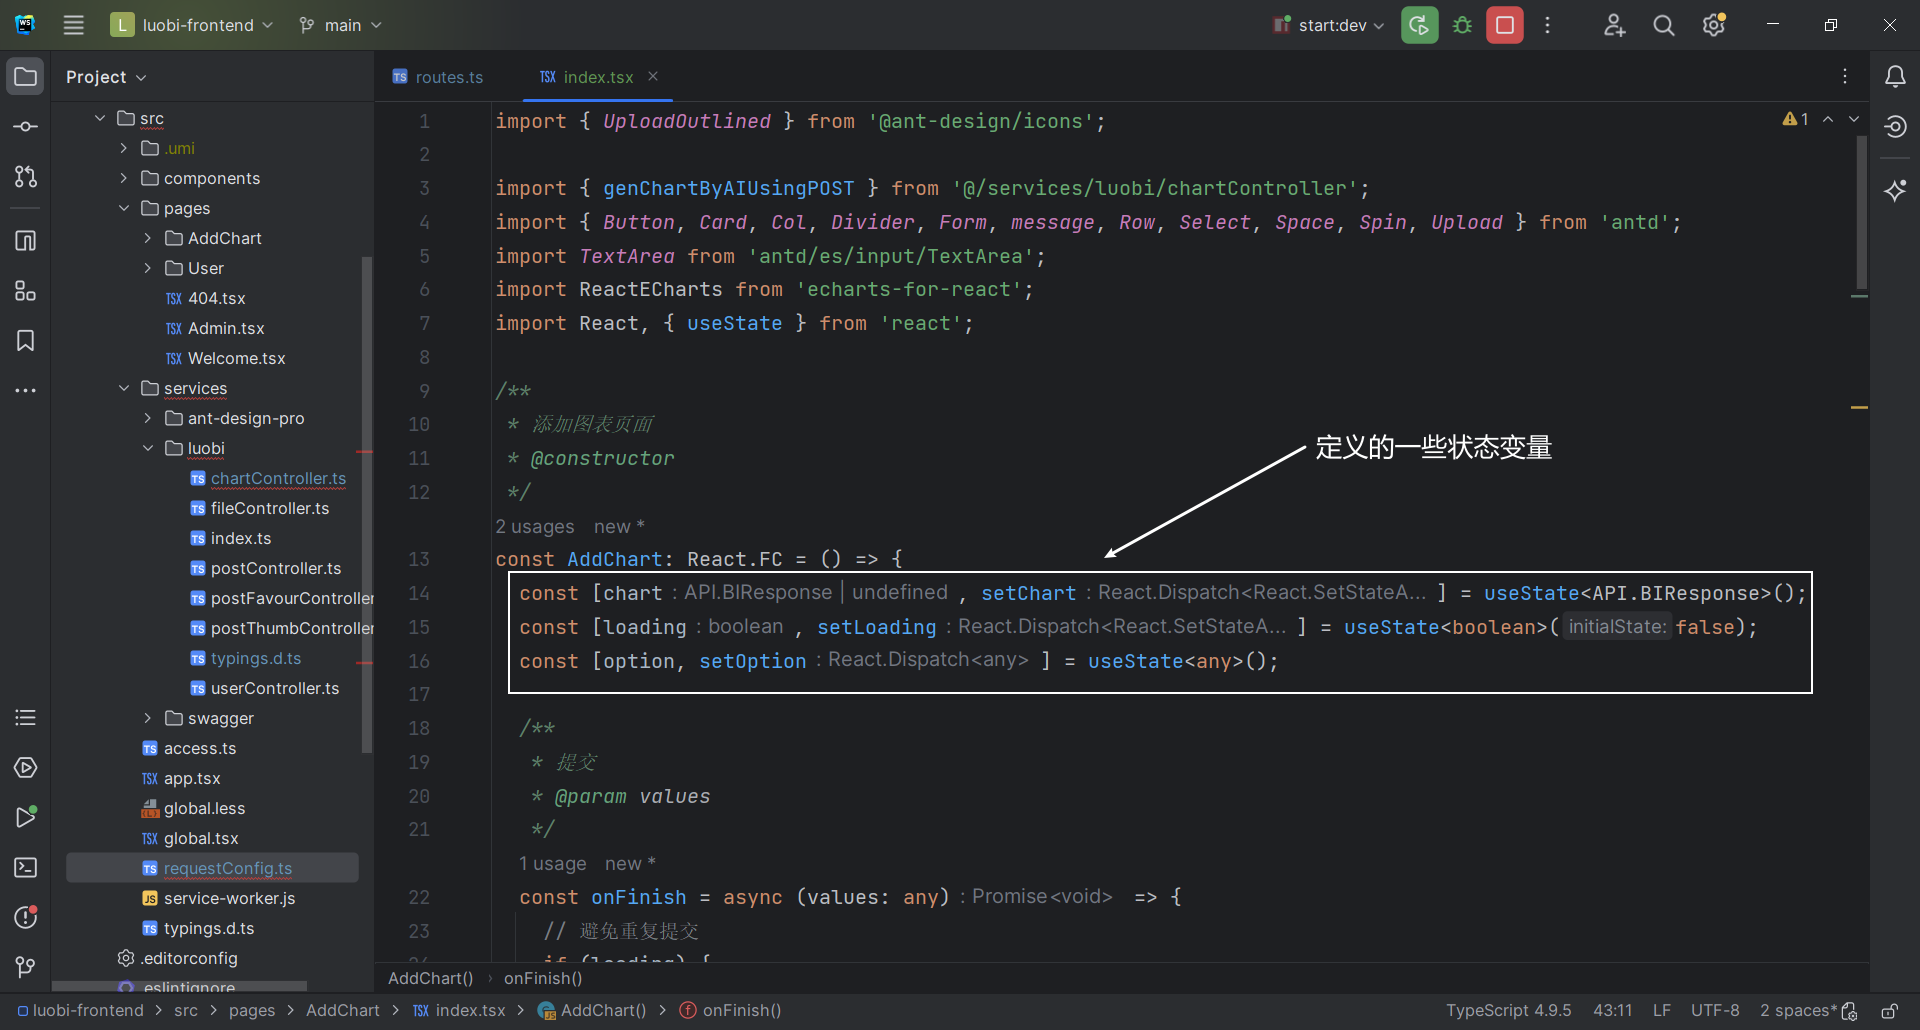 WS
L luobi-frontend
main
start:dev
Project
routes.ts
index.tsx
src
.umi
components
pages
AddChart
User
404.tsx
Admin.tsx
Welcome.tsx
services
ant-design-pro
luobi
chartController.ts
fileController.ts
index.ts
postController.ts
postFavourController
postThumbController
typings.d.ts
userController.ts
swagger
access.ts
app.tsx
global.less
global.tsx
requestConfig.ts
service-worker.js
typings.d.ts
.editorconfig
.eslintignore
1 import { UploadOutlined } from '@ant-design/icons';
1
2
3 import { genChartByAIUsingPOST } from '@/services/luobi/chartController';
4 import { Button, Card, Col, Divider, Form, message, Row, Select, Space, Spin, Upload } from 'antd';
5 import TextArea from 'antd/es/input/TextArea';
6 import ReactECharts from 'echarts-for-react';
7 import React, { useState } from 'react';
8
9 /**
10 * 添加图表页面
11 * @constructor
12 */
定义的一些状态变量
2 usages new *
13 const AddChart: React.FC = () => {
14 const [chart : API.BIResponse | undefined , setChart : React.Dispatch<React.SetStateA... ] = useState<API.BIResponse>();
15 const [loading : boolean , setLoading : React.Dispatch<React.SetStateA... ] = useState<boolean>( initialState: false);
16 const [option, setOption : React.Dispatch<any> ] = useState<any>();
17
18 /**
19 * 提交
20 * @param values
21 */
1 usage new *
22 const onFinish = async (values: any) : Promise<void> => {
23 // 避免重复提交
if (loading) {
AddChart() › onFinish()
luobi-frontend > src > pages > AddChart > TSX index.tsx > AddChart() > onFinish()
TypeScript 4.9.5 43:11 LF UTF-8 2 spaces*